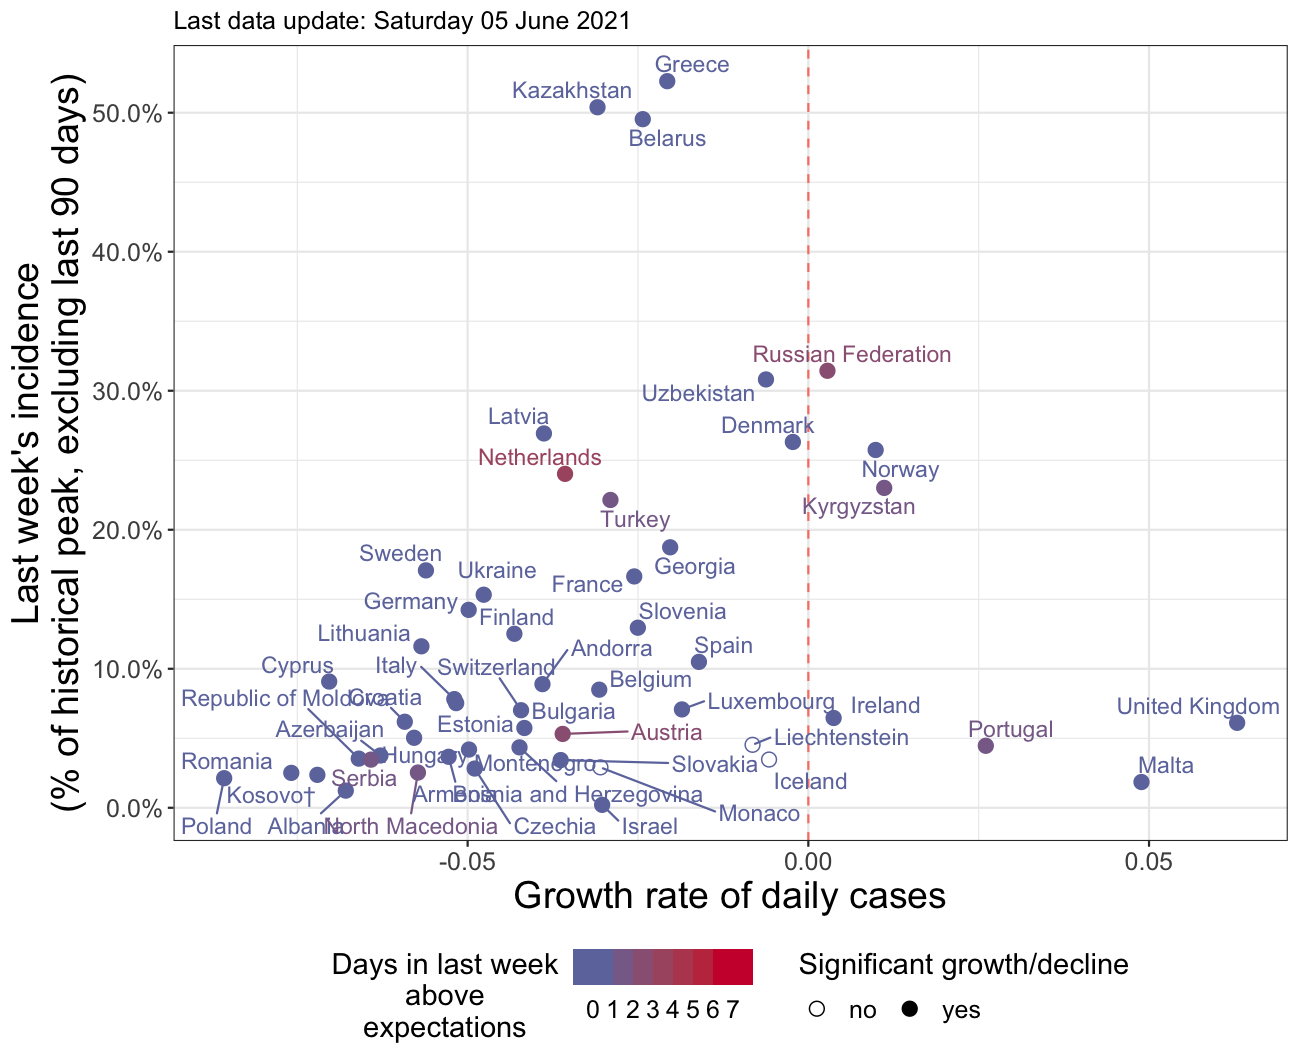 Last data update: Saturday 05 June 2021
Last week's incidence
(% of historical peak, excluding last 90 days)
50.0%
40.0%
30.0%
20.0%
10.0%
0.0%
Greece
Kazakhstan
Belarus
Russian Federation
Uzbekistan
Latvia
Denmark
Netherlands
Norway
Kyrgyzstan
Turkey
Sweden
Georgia
Ukraine
France
Germany
Slovenia
Finland
Lithuania
Spain
Andorra
Cyprus
Italy
Switzerland
Belgium
Republic of Moldova
Croatia
Luxembourg
Ireland
United Kingdom
Bulgaria
Estonia
Azerbaijan
Austria
Portugal
Liechtenstein
Hungary
Romania
Montenegro
Slovakia
Malta
Serbia
Iceland
Kosovo†
Armenia
Bosnia and Herzegovina
Monaco
Poland
Albania
North Macedonia
Czechia
Israel
-0.05
0.00
0.05
Growth rate of daily cases
Days in last week
above
expectations
0 1 2 3 4 5 6 7
Significant growth/decline
no
yes